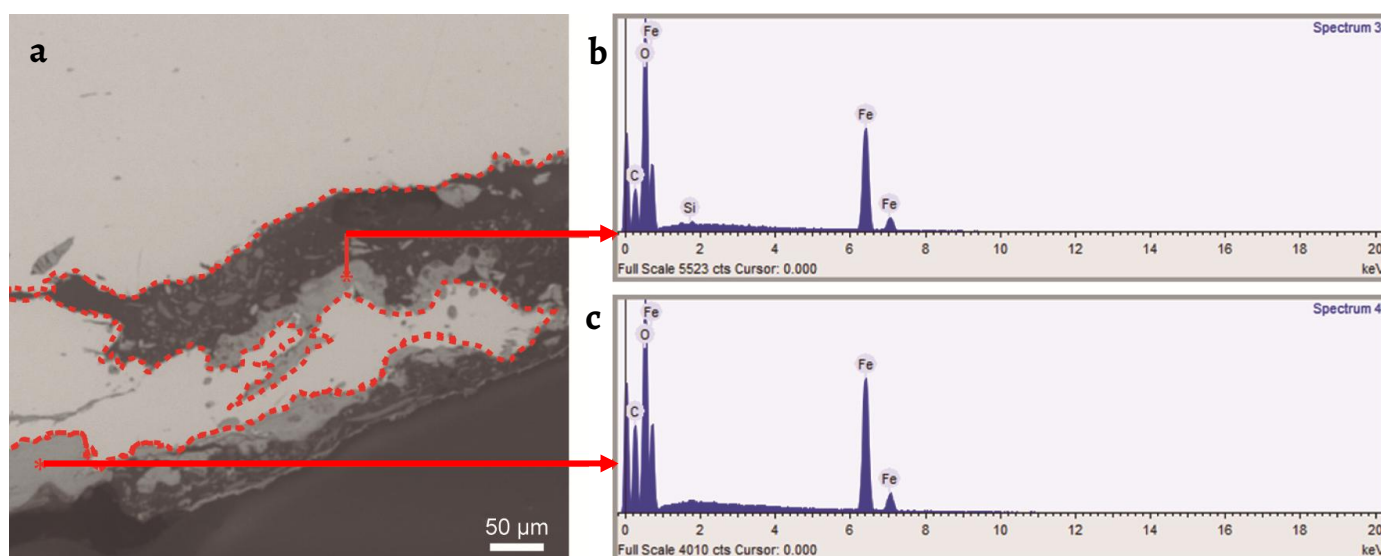 a
50 µm
b
Spectrum 3
Fe
O
Fe
C
Si
Fe
0 2 4 6 8 10 12 14 16 18 20
Full Scale 5523 cts Cursor: 0.000 keV
c
Spectrum 4
Fe
O
Fe
C
Fe
0 2 4 6 8 10 12 14 16 18 20
Full Scale 4010 cts Cursor: 0.000 keV